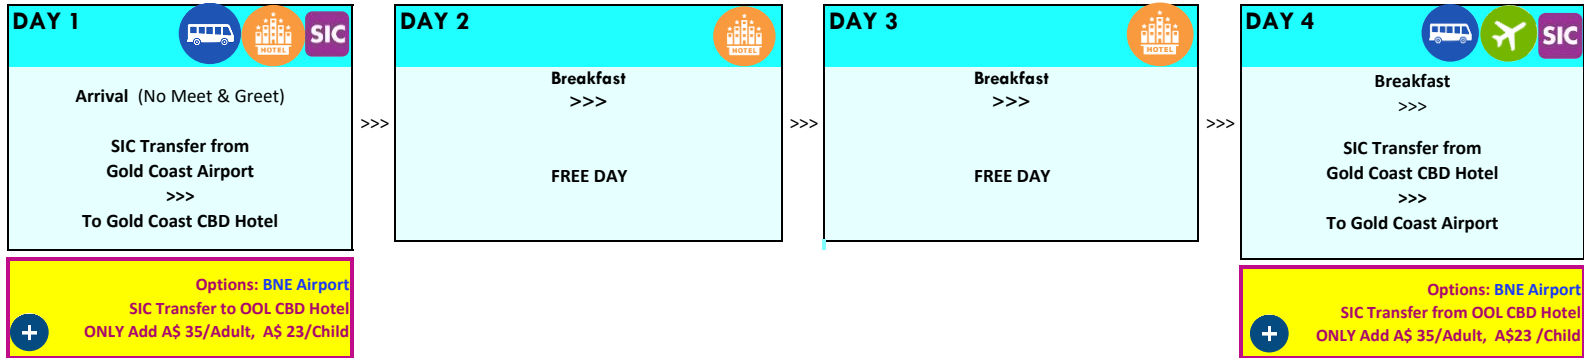 DAY 1
HOTEL
SIC
Arrival (No Meet & Greet)
SIC Transfer from
Gold Coast Airport
>>>
To Gold Coast CBD Hotel
Options: BNE Airport
SIC Transfer to OOL CBD Hotel
+
ONLY Add A$ 35/Adult, A$ 23/Child
>>>
DAY 2
HOTEL
Breakfast
>>>
FREE DAY
>>>
DAY 3
HOTEL
Breakfast
>>>
FREE DAY
>>>
DAY 4
SIC
Breakfast
>>>
SIC Transfer from
Gold Coast CBD Hotel
>>>
To Gold Coast Airport
Options: BNE Airport
SIC Transfer from OOL CBD Hotel
+
ONLY Add A$ 35/Adult, A$23 /Child